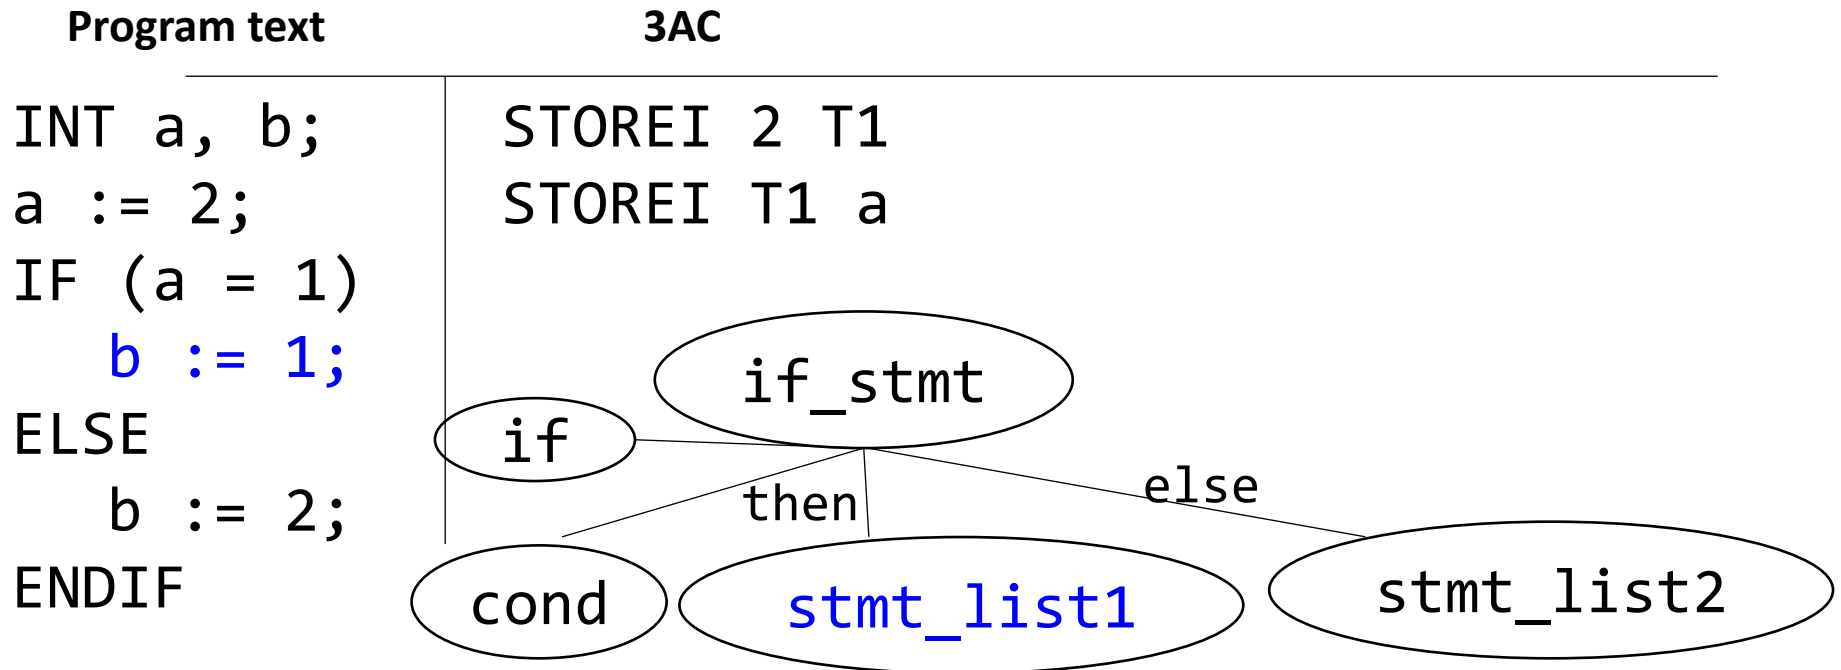 Program text 3AC
INT a, b; STOREI 2 T1
a := 2; STOREI T1 a
IF (a = 1)
b := 1; if_stmt
ELSE if
then else
b := 2;
ENDIF cond stmt_list1 stmt_list2